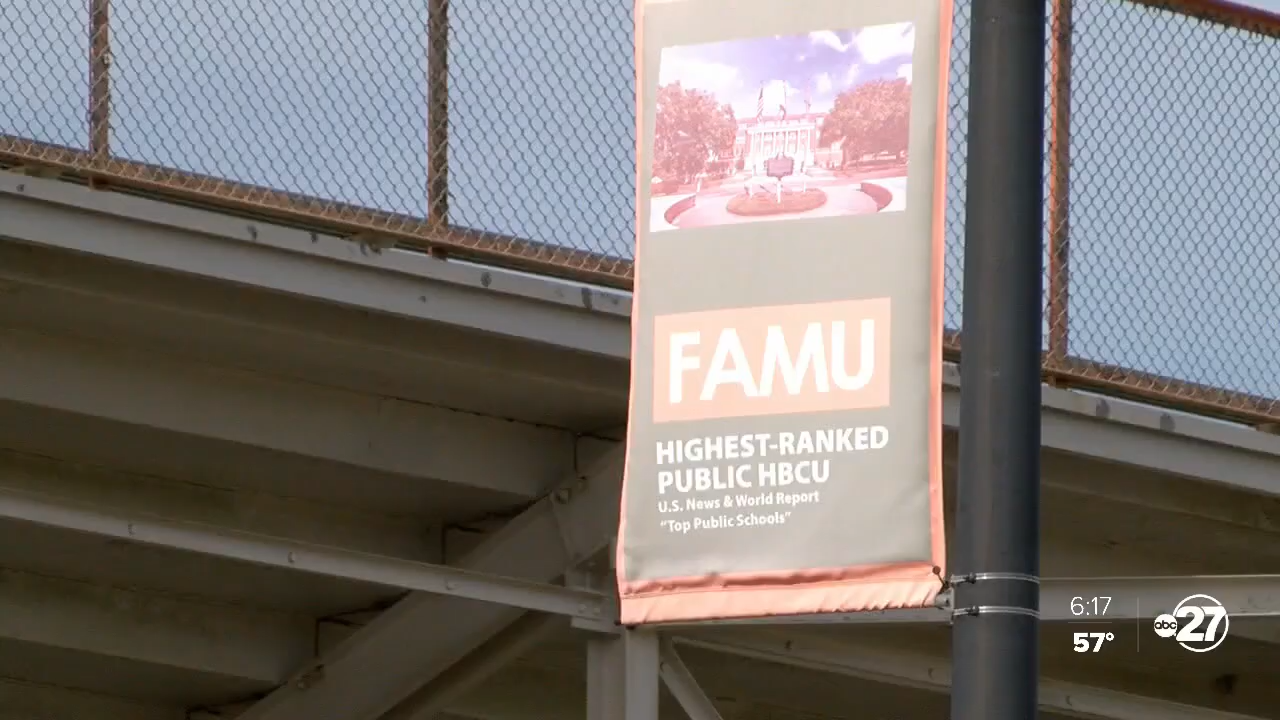 FAMU
HIGHEST-RANKED
PUBLIC HBCU
U.S. News & World Report
"Top Public Schools"
6:17
57°
abc 27